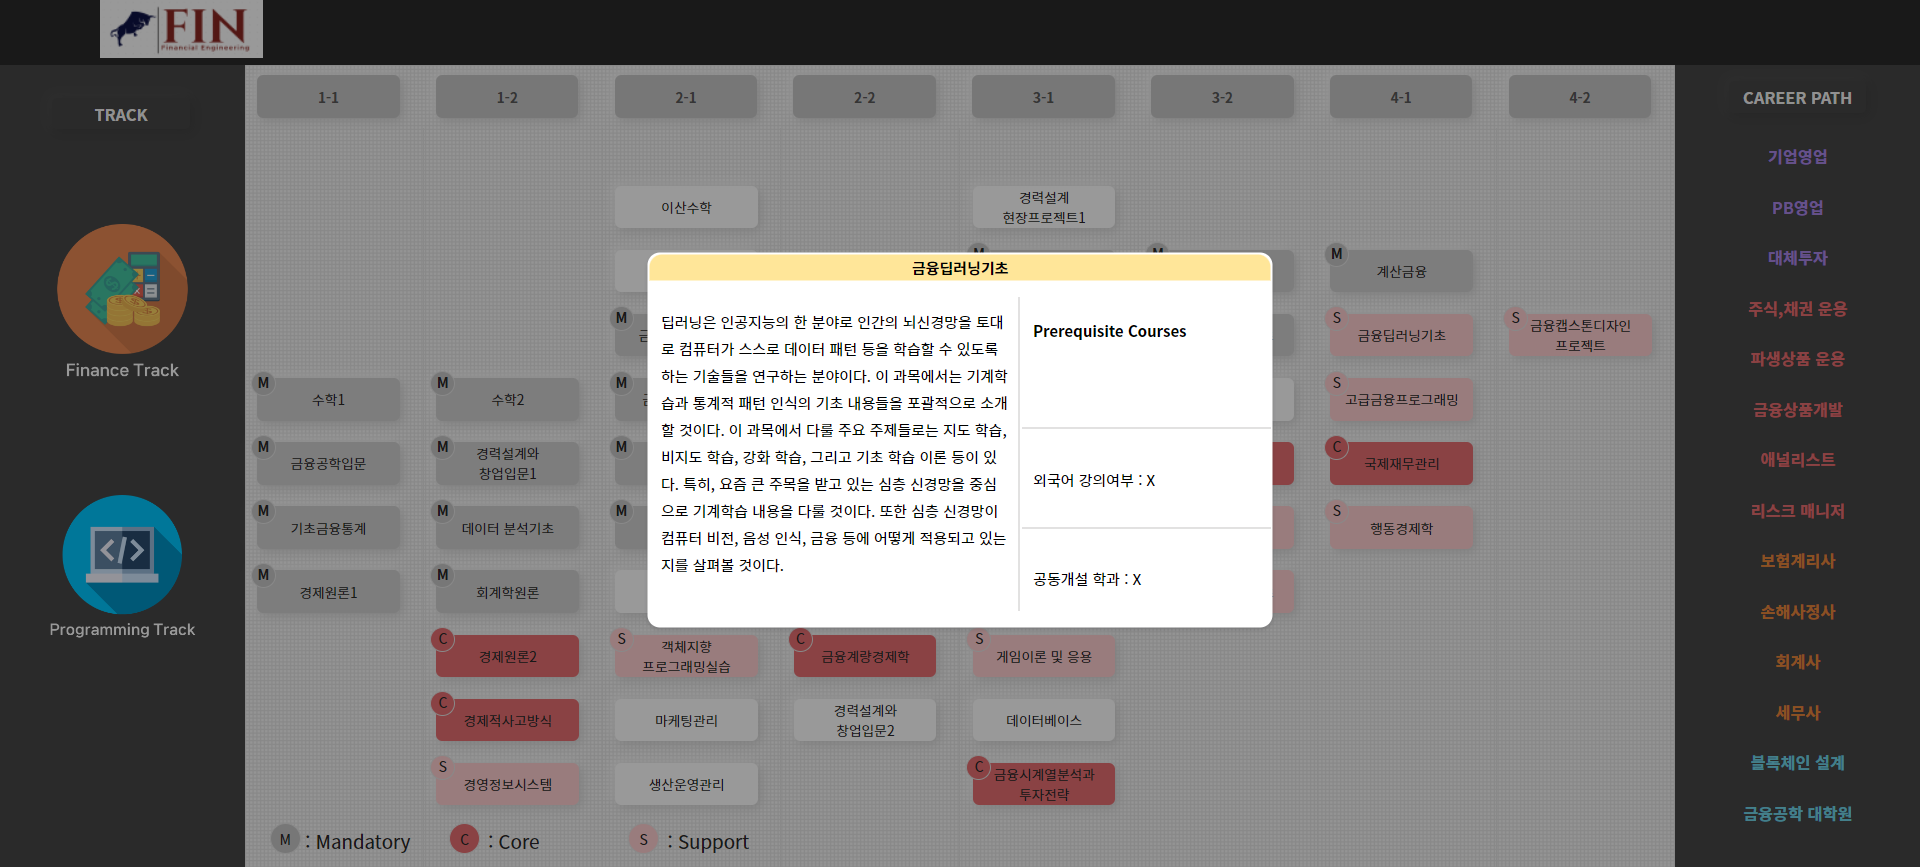 FIN
Financial Engineering
TRACK
Finance Track
Programming Track
1-1
1-2
2-1
2-2
3-1
3-2
4-1
4-2
이산수학
경력설계
현장프로젝트1
M
M
M
계산금융
M
S
금융딥러닝기초
S
금융캡스톤디자인
프로젝트
M
수학1
M
수학2
M
S
고급금융프로그래밍
M
금융공학입문
M
경력설계와
창업입문1
M
C
국제재무관리
M
기초금융통계
M
데이터 분석기초
M
S
행동경제학
M
경제원론1
M
회계학원론
C
경제원론2
S
객체지향
프로그래밍실습
C
금융계량경제학
S
게임이론 및 응용
C
경제적사고방식
마케팅관리
경력설계와
창업입문2
데이터베이스
S
경영정보시스템
생산운영관리
C
금융시계열분석과
투자전략
M : Mandatory
C : Core
S : Support
금융딥러닝기초
딥러닝은 인공지능의 한 분야로 인간의 뇌신경망을 토대
로 컴퓨터가 스스로 데이터 패턴 등을 학습할 수 있도록
하는 기술들을 연구하는 분야이다. 이 과목에서는 기계학
습과 통계적 패턴 인식의 기초 내용들을 포괄적으로 소개
할 것이다. 이 과목에서 다룰 주요 주제들로는 지도 학습,
비지도 학습, 강화 학습, 그리고 기초 학습 이론 등이 있
다. 특히, 요즘 큰 주목을 받고 있는 심층 신경망을 중심
으로 기계학습 내용을 다룰 것이다. 또한 심층 신경망이
컴퓨터 비전, 음성 인식, 금융 등에 어떻게 적용되고 있는
지를 살펴볼 것이다.
Prerequisite Courses
외국어 강의여부 : X
공동개설 학과 : X
CAREER PATH
기업영업
PB영업
대체투자
주식,채권 운용
파생상품 운용
금융상품개발
애널리스트
리스크 매니저
보험계리사
손해사정사
회계사
세무사
블록체인 설계
금융공학 대학원